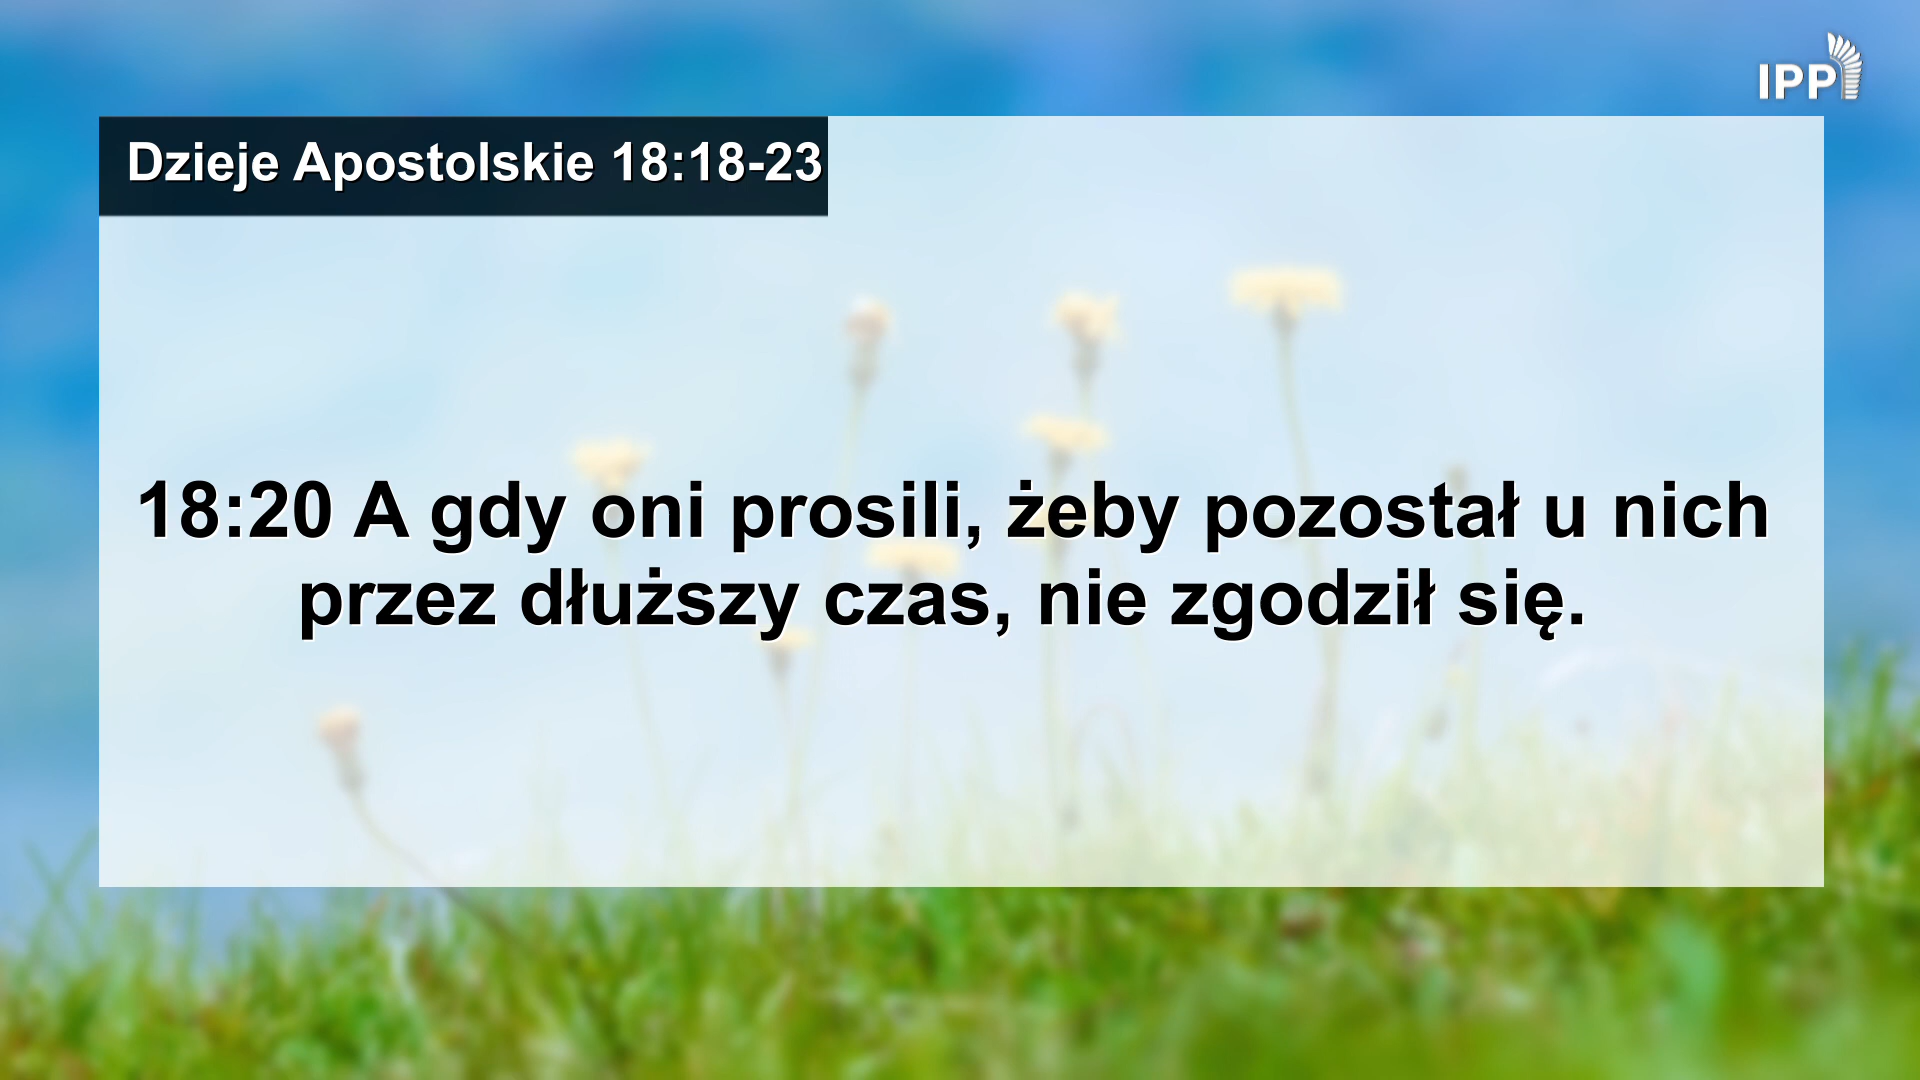 IPP
Dzieje Apostolskie 18:18-23
18:20 A gdy oni prosili, żeby pozostał u nich
przez dłuższy czas, nie zgodził się.